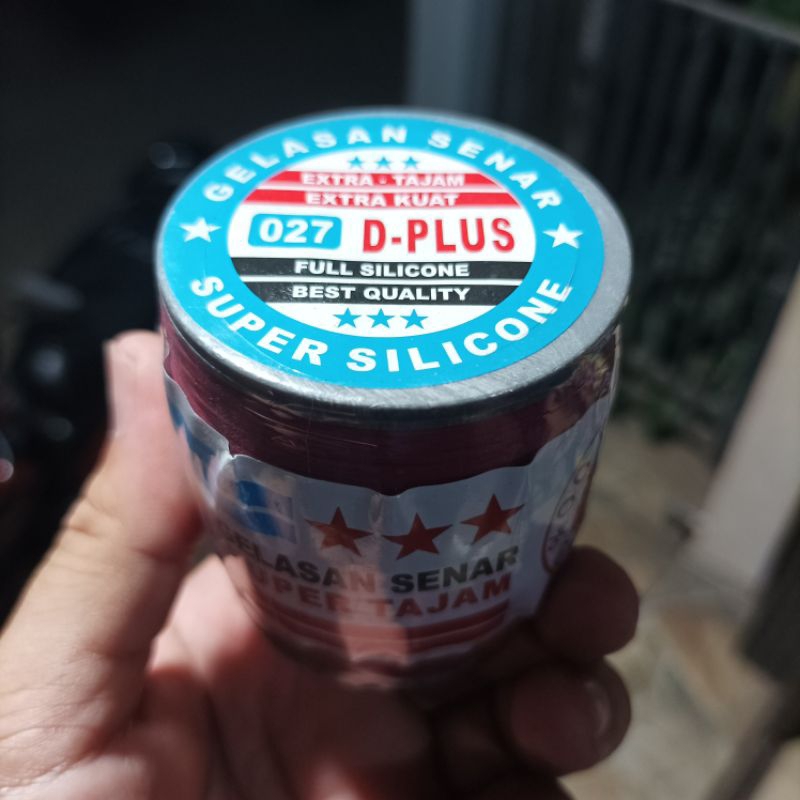 GELASAN SENAR
EXTRA - TAJAM
EXTRA KUAT
027 D-PLUS
FULL SILICONE
BEST QUALITY
SUPER SILICONE
GELASAN SENAR
SUPER TAJAM